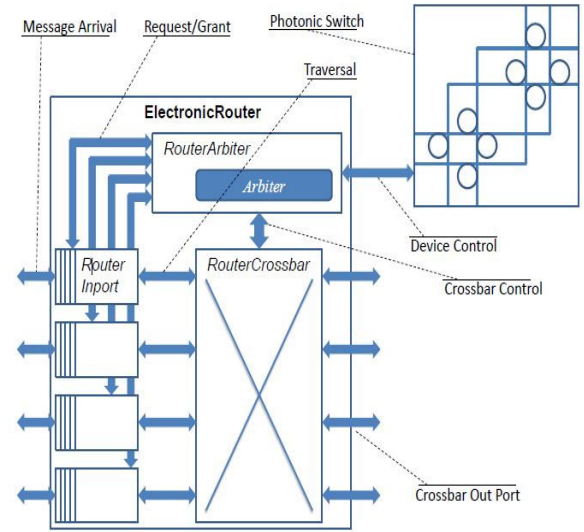 Message Arrival
Request/Grant
Photonic Switch
Traversal
ElectronicRouter
RouterArbiter
Arbiter
Device Control
Router
Inport
RouterCrossbar
Crossbar Control
Crossbar Out Port